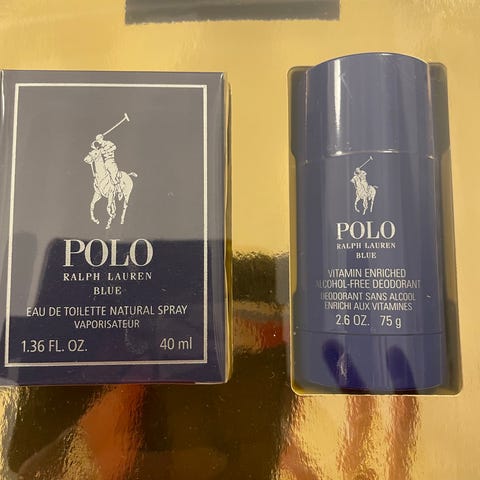 POLO
RALPH LAUREN
BLUE
EAU DE TOILETTE NATURAL SPRAY
VAPORISATEUR
1.36 FL. OZ. 40 ml
POLO
RALPH LAUREN
BLUE
VITAMIN ENRICHED
ALCOHOL-FREE DEODORANT
DÉODORANT SANS ALCOOL
ENRICHI AUX VITAMINES
2.6 OZ. 75 g